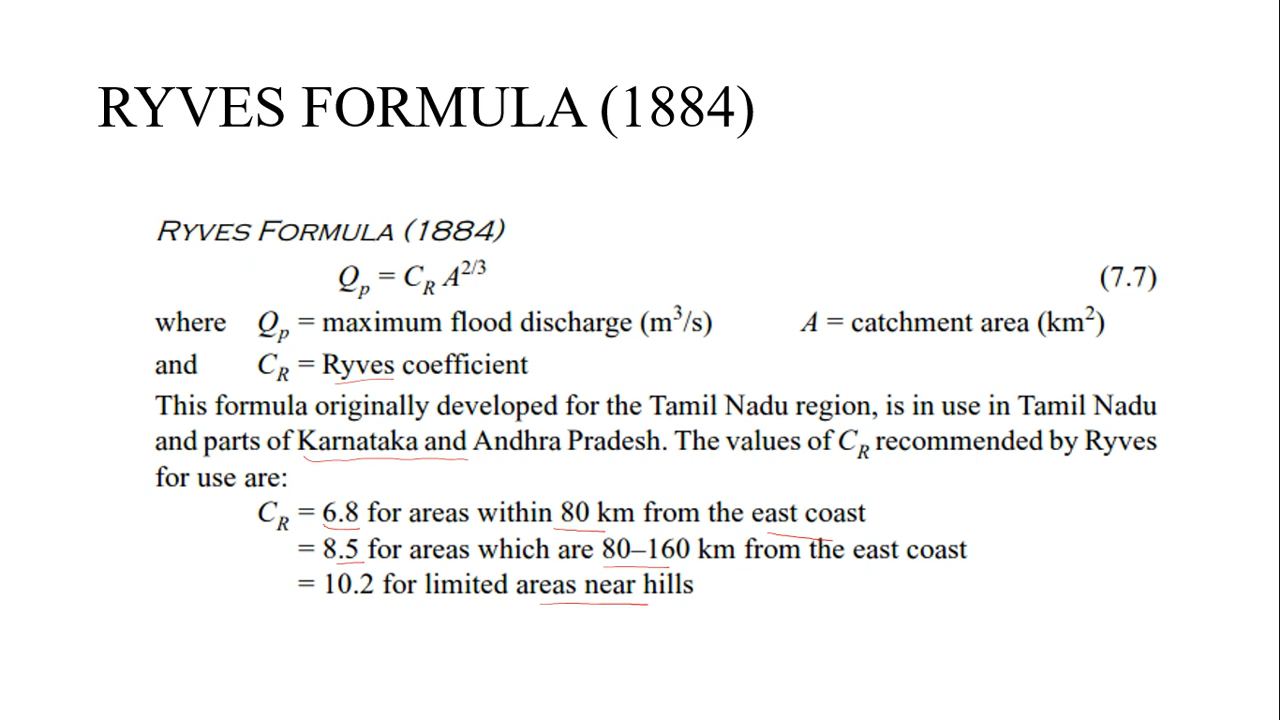 RYVES FORMULA (1884)
RYVES FORMULA (1884)
Qp = CR A^2/3 (7.7)
where Qp = maximum flood discharge (m³/s) A = catchment area (km²)
and CR = Ryves coefficient
This formula originally developed for the Tamil Nadu region, is in use in Tamil Nadu
and parts of Karnataka and Andhra Pradesh. The values of CR recommended by Ryves
for use are:
CR = 6.8 for areas within 80 km from the east coast
= 8.5 for areas which are 80–160 km from the east coast
= 10.2 for limited areas near hills